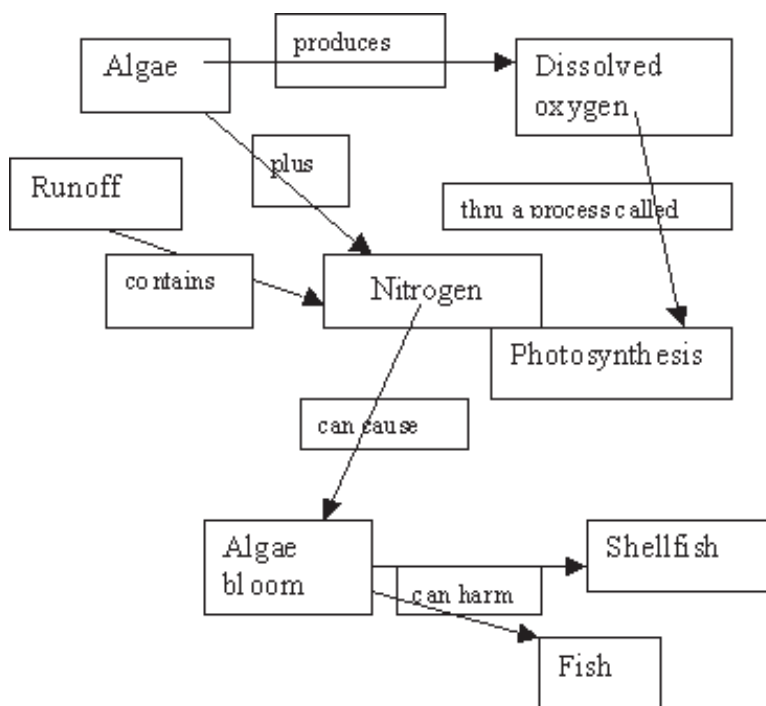 produces
Algae
Dissolved
oxygen
plus
Runoff
thru a process called
contains
Nitrogen
Photosynthesis
can cause
Algae
bloom
Shellfish
can harm
Fish